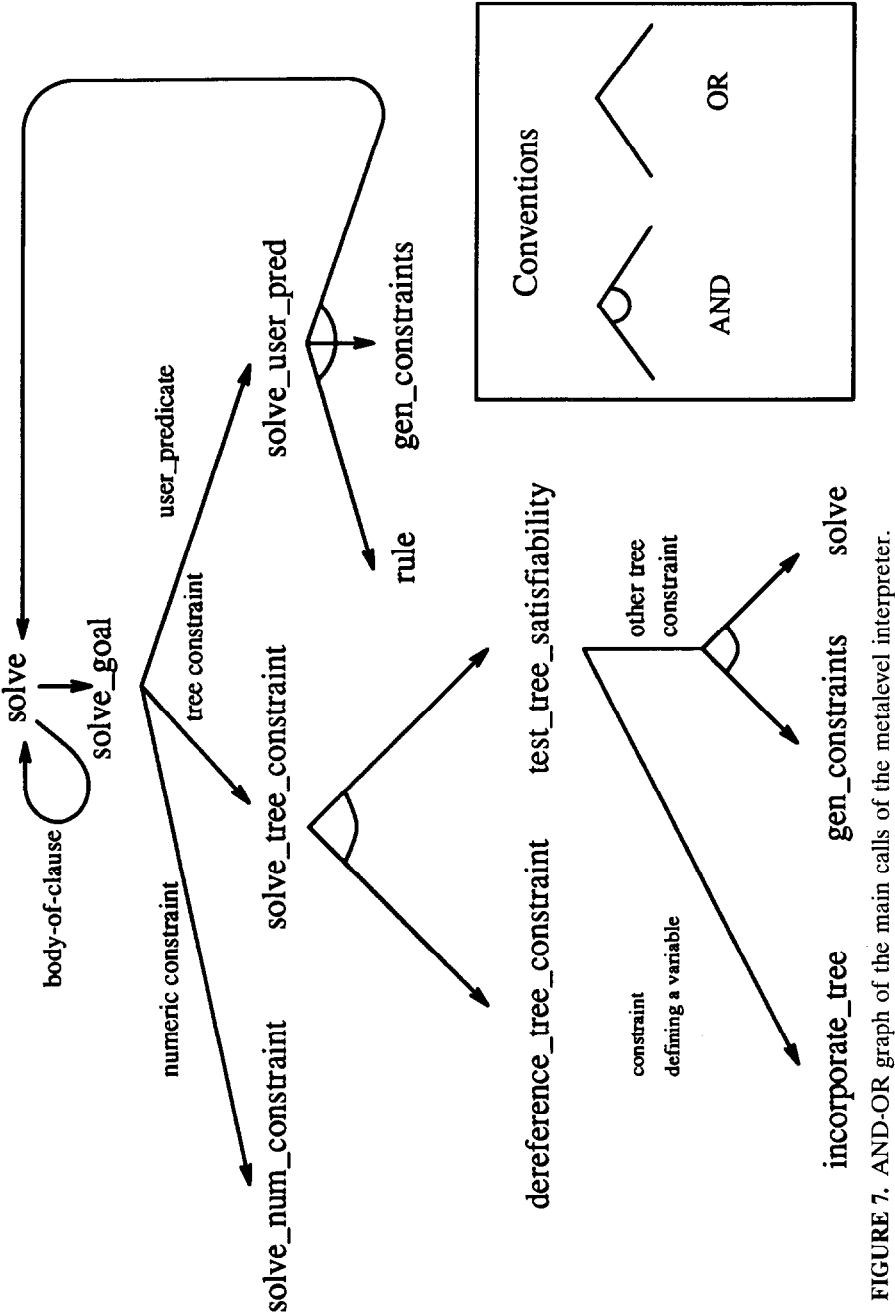 solve
body-of-clause
solve_goal
numeric constraint
tree constraint
user_predicate
solve_num_constraint
solve_tree_constraint
solve_user_pred
rule
gen_constraints
dereference_tree_constraint
test_tree_satisfiability
constraint
defining a variable
other tree
constraint
incorporate_tree
gen_constraints
solve
Conventions
AND
OR
FIGURE 7. AND-OR graph of the main calls of the metalevel interpreter.